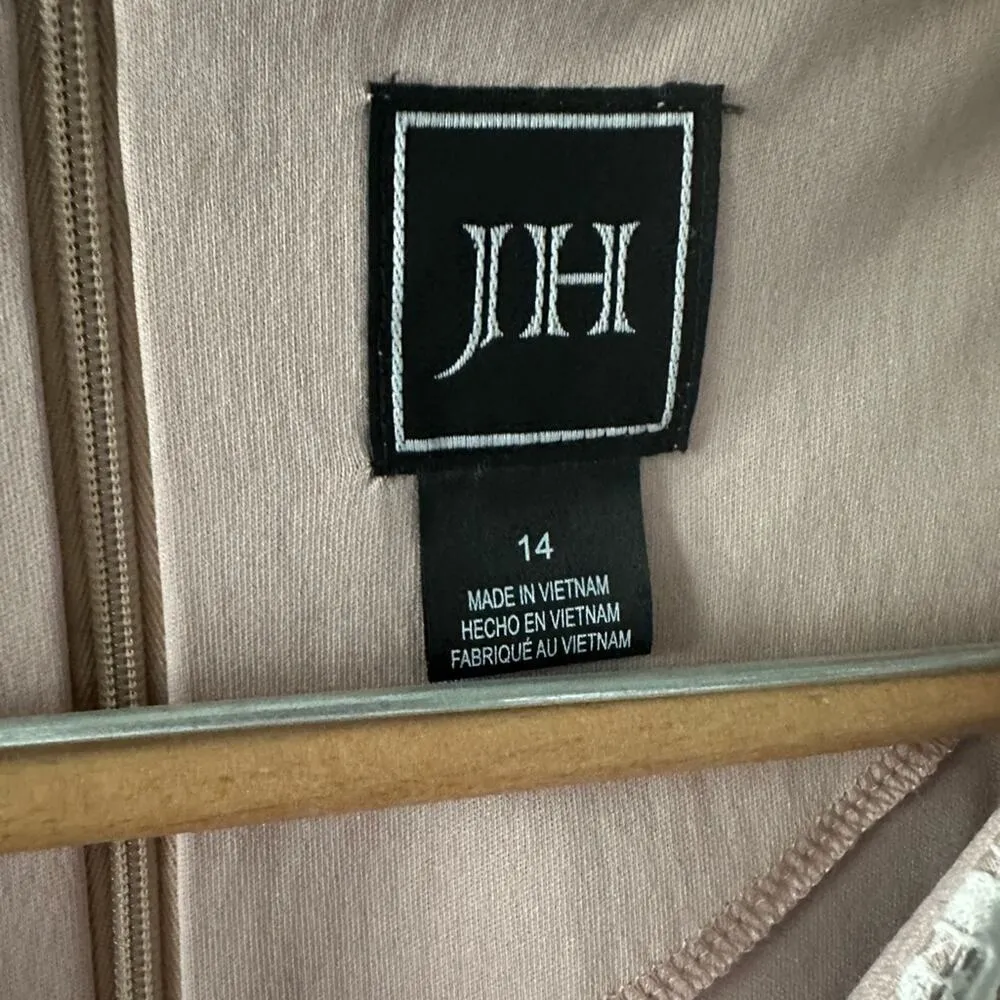 JH
14
MADE IN VIETNAM
HECHO EN VIETNAM
FABRIQUÉ AU VIETNAM